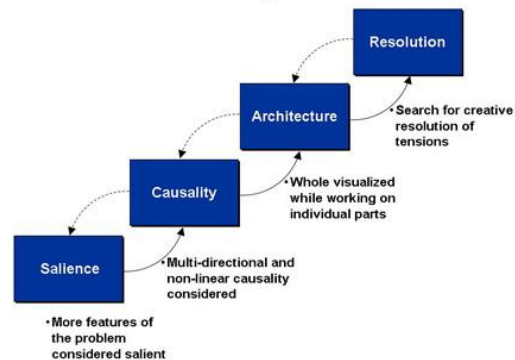 Resolution
• Search for creative
resolution of
tensions
Architecture
• Whole visualized
while working on
individual parts
Causality
• Multi-directional and
non-linear causality
considered
Salience
• More features of
the problem
considered salient